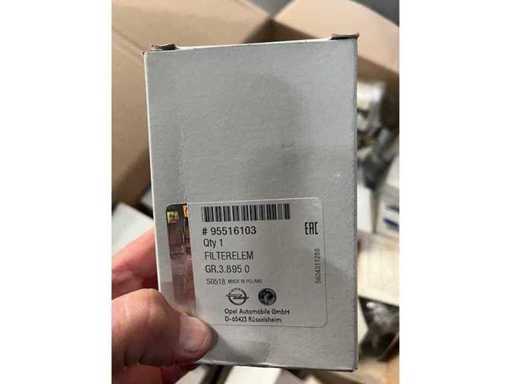 # 95516103
Qty 1
FILTERELEM
GR.3.895 0
S0518 MADE IN POLAND
Opel Automobile GmbH
D-65423 Rüsselsheim
EAC